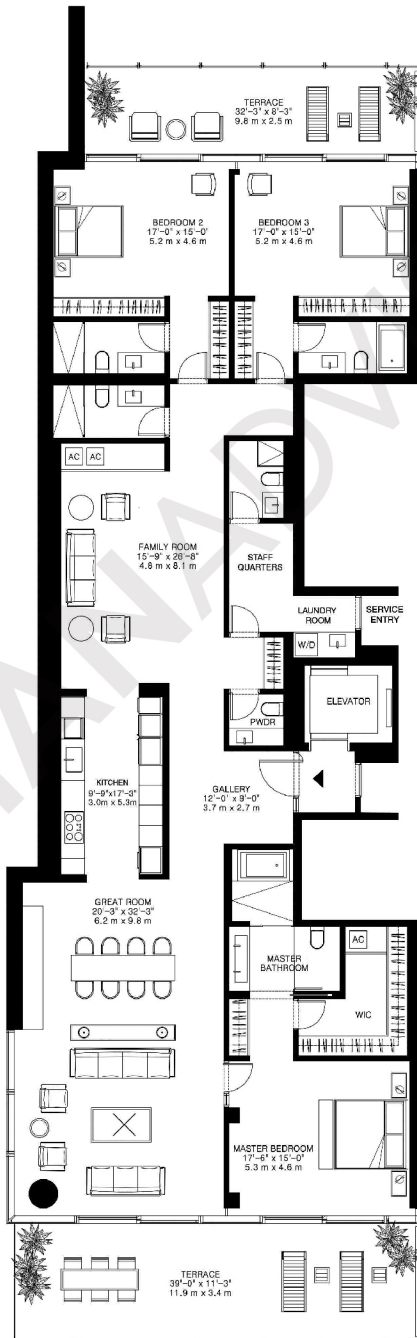 TERRACE
32'-3" x 8'-3"
9.8 m x 2.5 m
BEDROOM 2
17'-0" x 15'-0"
5.2 m x 4.6 m
BEDROOM 3
17'-0" x 15'-0"
5.2 m x 4.6 m
AC
AC
FAMILY ROOM
15'-9" x 26'-8"
4.8 m x 8.1 m
STAFF
QUARTERS
LAUNDRY
ROOM
SERVICE
ENTRY
W/D
ELEVATOR
PWDR
KITCHEN
9'-9"x17'-3"
3.0m x 5.3m
GALLERY
12'-0" x 9'-0"
3.7 m x 2.7 m
GREAT ROOM
20'-3" x 32'-3"
6.2 m x 9.8 m
MASTER
BATHROOM
AC
WIC
MASTER BEDROOM
17'-6" x 15'-0"
5.3 m x 4.6 m
TERRACE
39'-0" x 11'-3"
11.9 m x 3.4 m